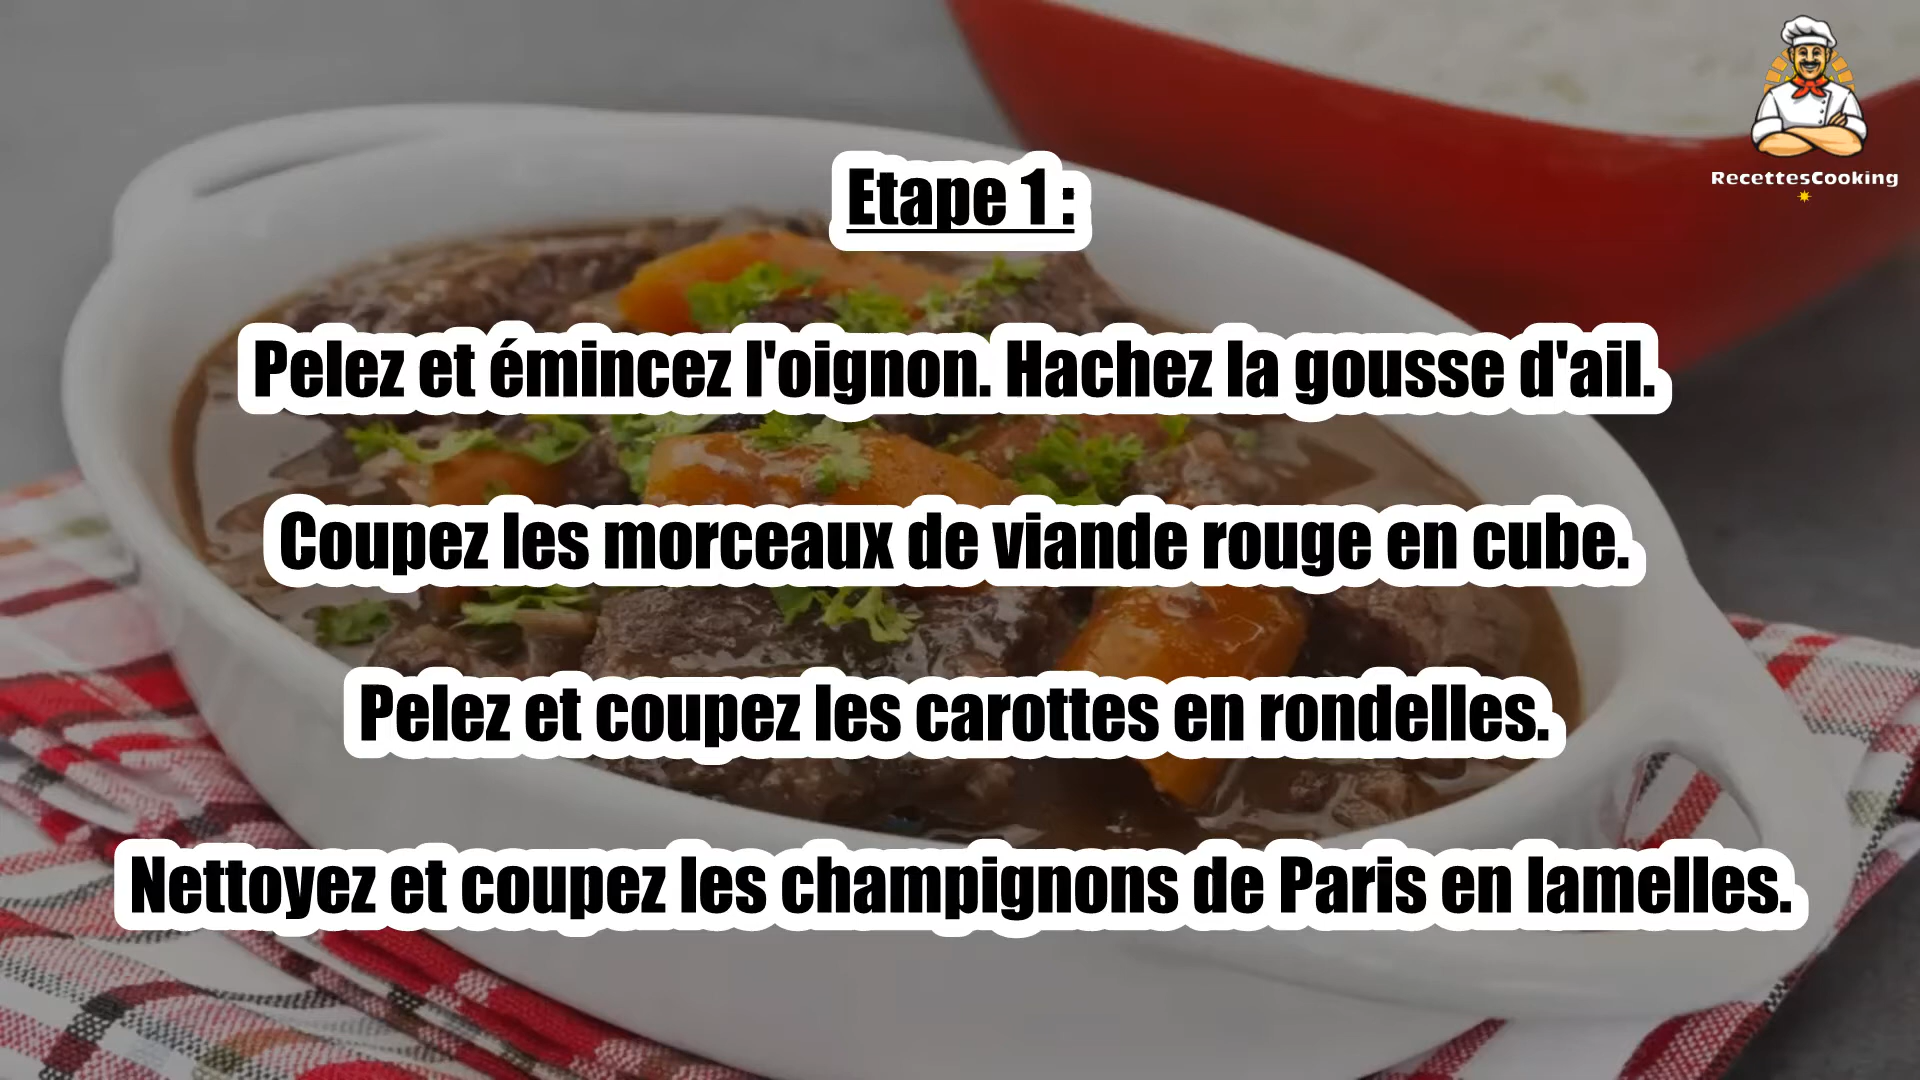 RecettesCooking
Etape 1 :
Pelez et émincez l'oignon. Hachez la gousse d'ail.
Coupez les morceaux de viande rouge en cube.
Pelez et coupez les carottes en rondelles.
Nettoyez et coupez les champignons de Paris en lamelles.